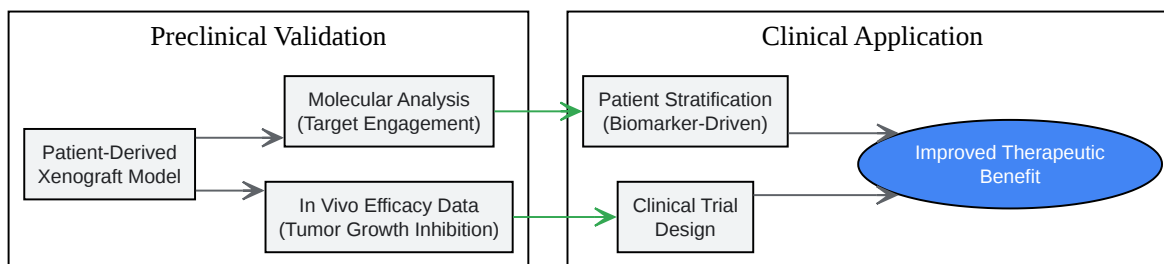 Preclinical Validation
Clinical Application
Patient-Derived
Xenograft Model
Molecular Analysis
(Target Engagement)
In Vivo Efficacy Data
(Tumor Growth Inhibition)
Patient Stratification
(Biomarker-Driven)
Clinical Trial
Design
Improved Therapeutic
Benefit